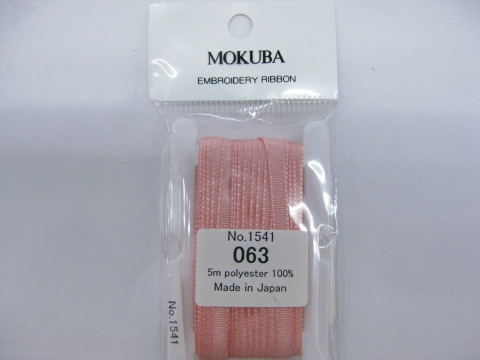 MOKUBA
EMBROIDERY RIBBON
No.1541
063
5m polyester 100%
Made in Japan
No.1541